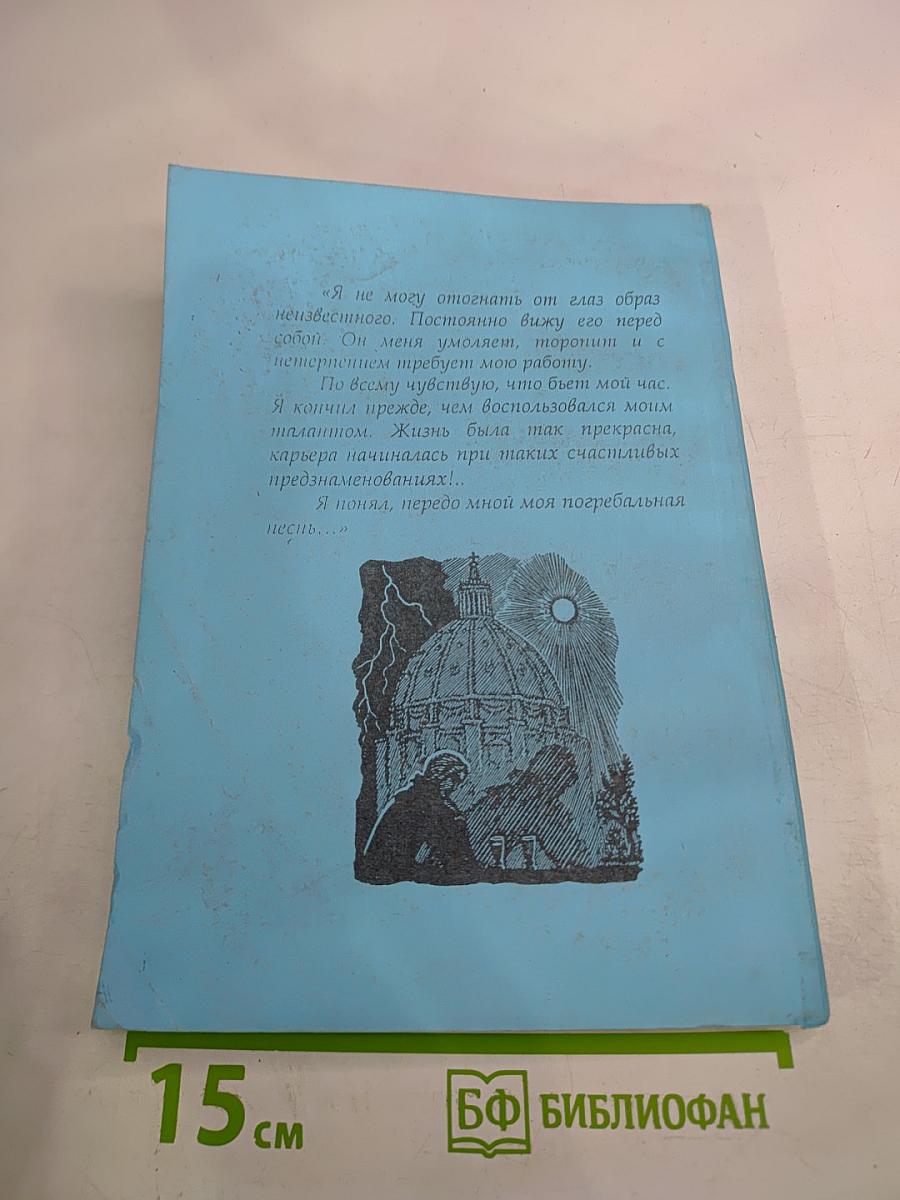 «Я не могу отогнать от глаз образ
неизвестного. Постоянно вижу его перед
собой. Он меня умоляет, торопит и с
нетерпением требует мою работу.
По всему чувствую, что бьет мой час.
Я кончил прежде, чем воспользовался моим
талантом. Жизнь была так прекрасна,
карьера начиналась при таких счастливых
предзнаменованиях!..
Я понял, передо мной моя погребальная
песнь...»
15 см
БФ БИБЛИОФАН